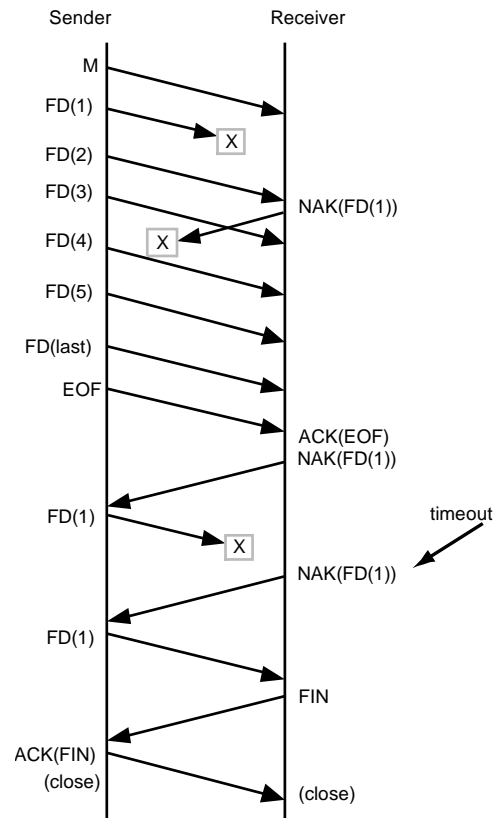 Sender Receiver
M
FD(1)
X
FD(2)
FD(3)
NAK(FD(1))
X
FD(4)
FD(5)
FD(last)
EOF
ACK(EOF)
NAK(FD(1))
FD(1)
timeout
X
NAK(FD(1))
FD(1)
FIN
ACK(FIN)
(close)
(close)